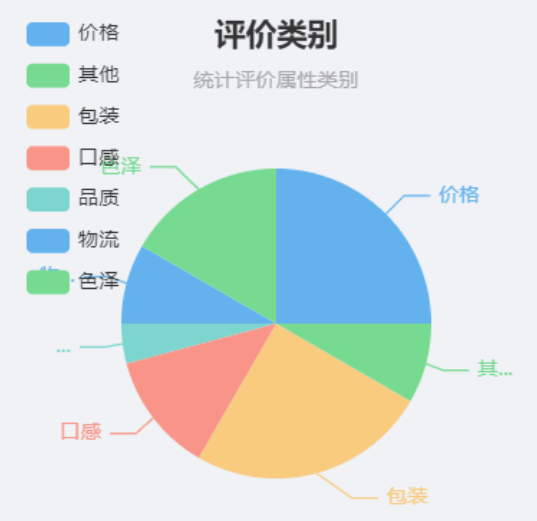 评价类别
统计评价属性类别
价格
其他
包装
口感
品质
物流
色泽
色泽
价格
物...
...
其...
口感
包装